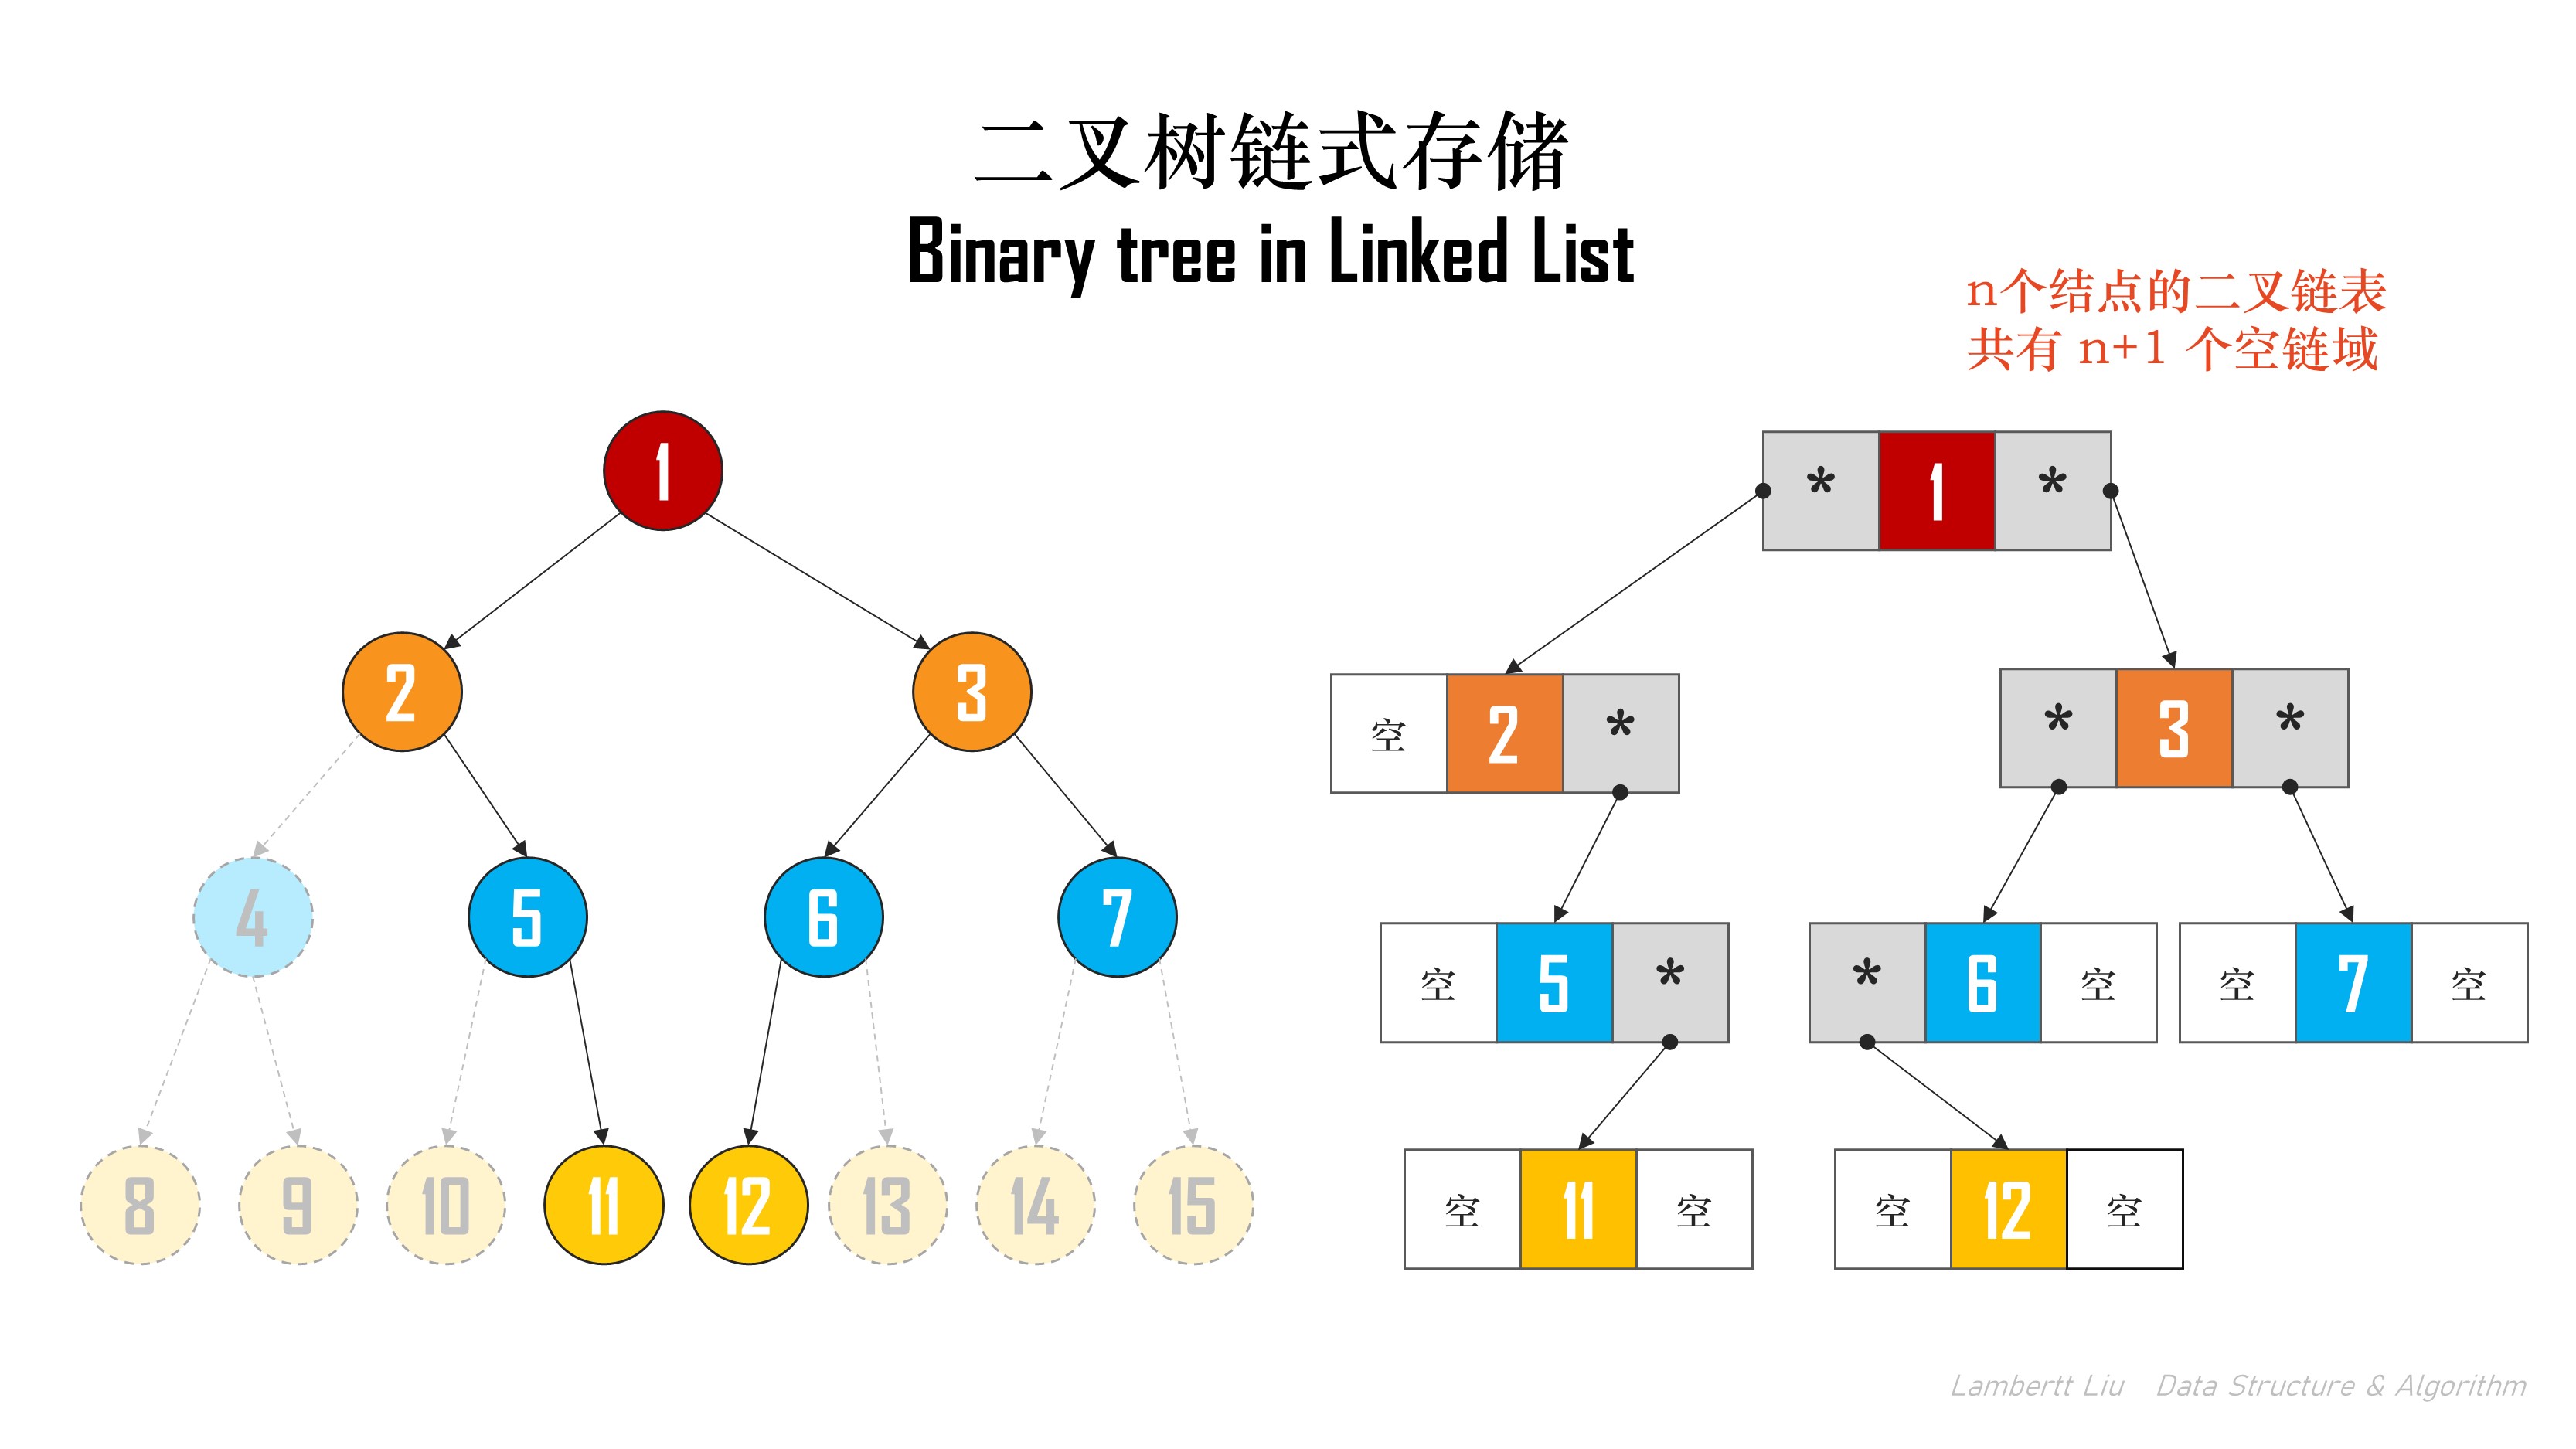 二叉树链式存储
Binary tree in Linked List
n个结点的二叉链表
共有 n+1 个空链域
1
2 3
4 5 6 7
8 9 10 11 12 13 14 15
* 1 *
空 2 *
* 3 *
空 5 *
* 6 空
空 7 空
空 11 空
空 12 空
Lambertt Liu Data Structure & Algorithm